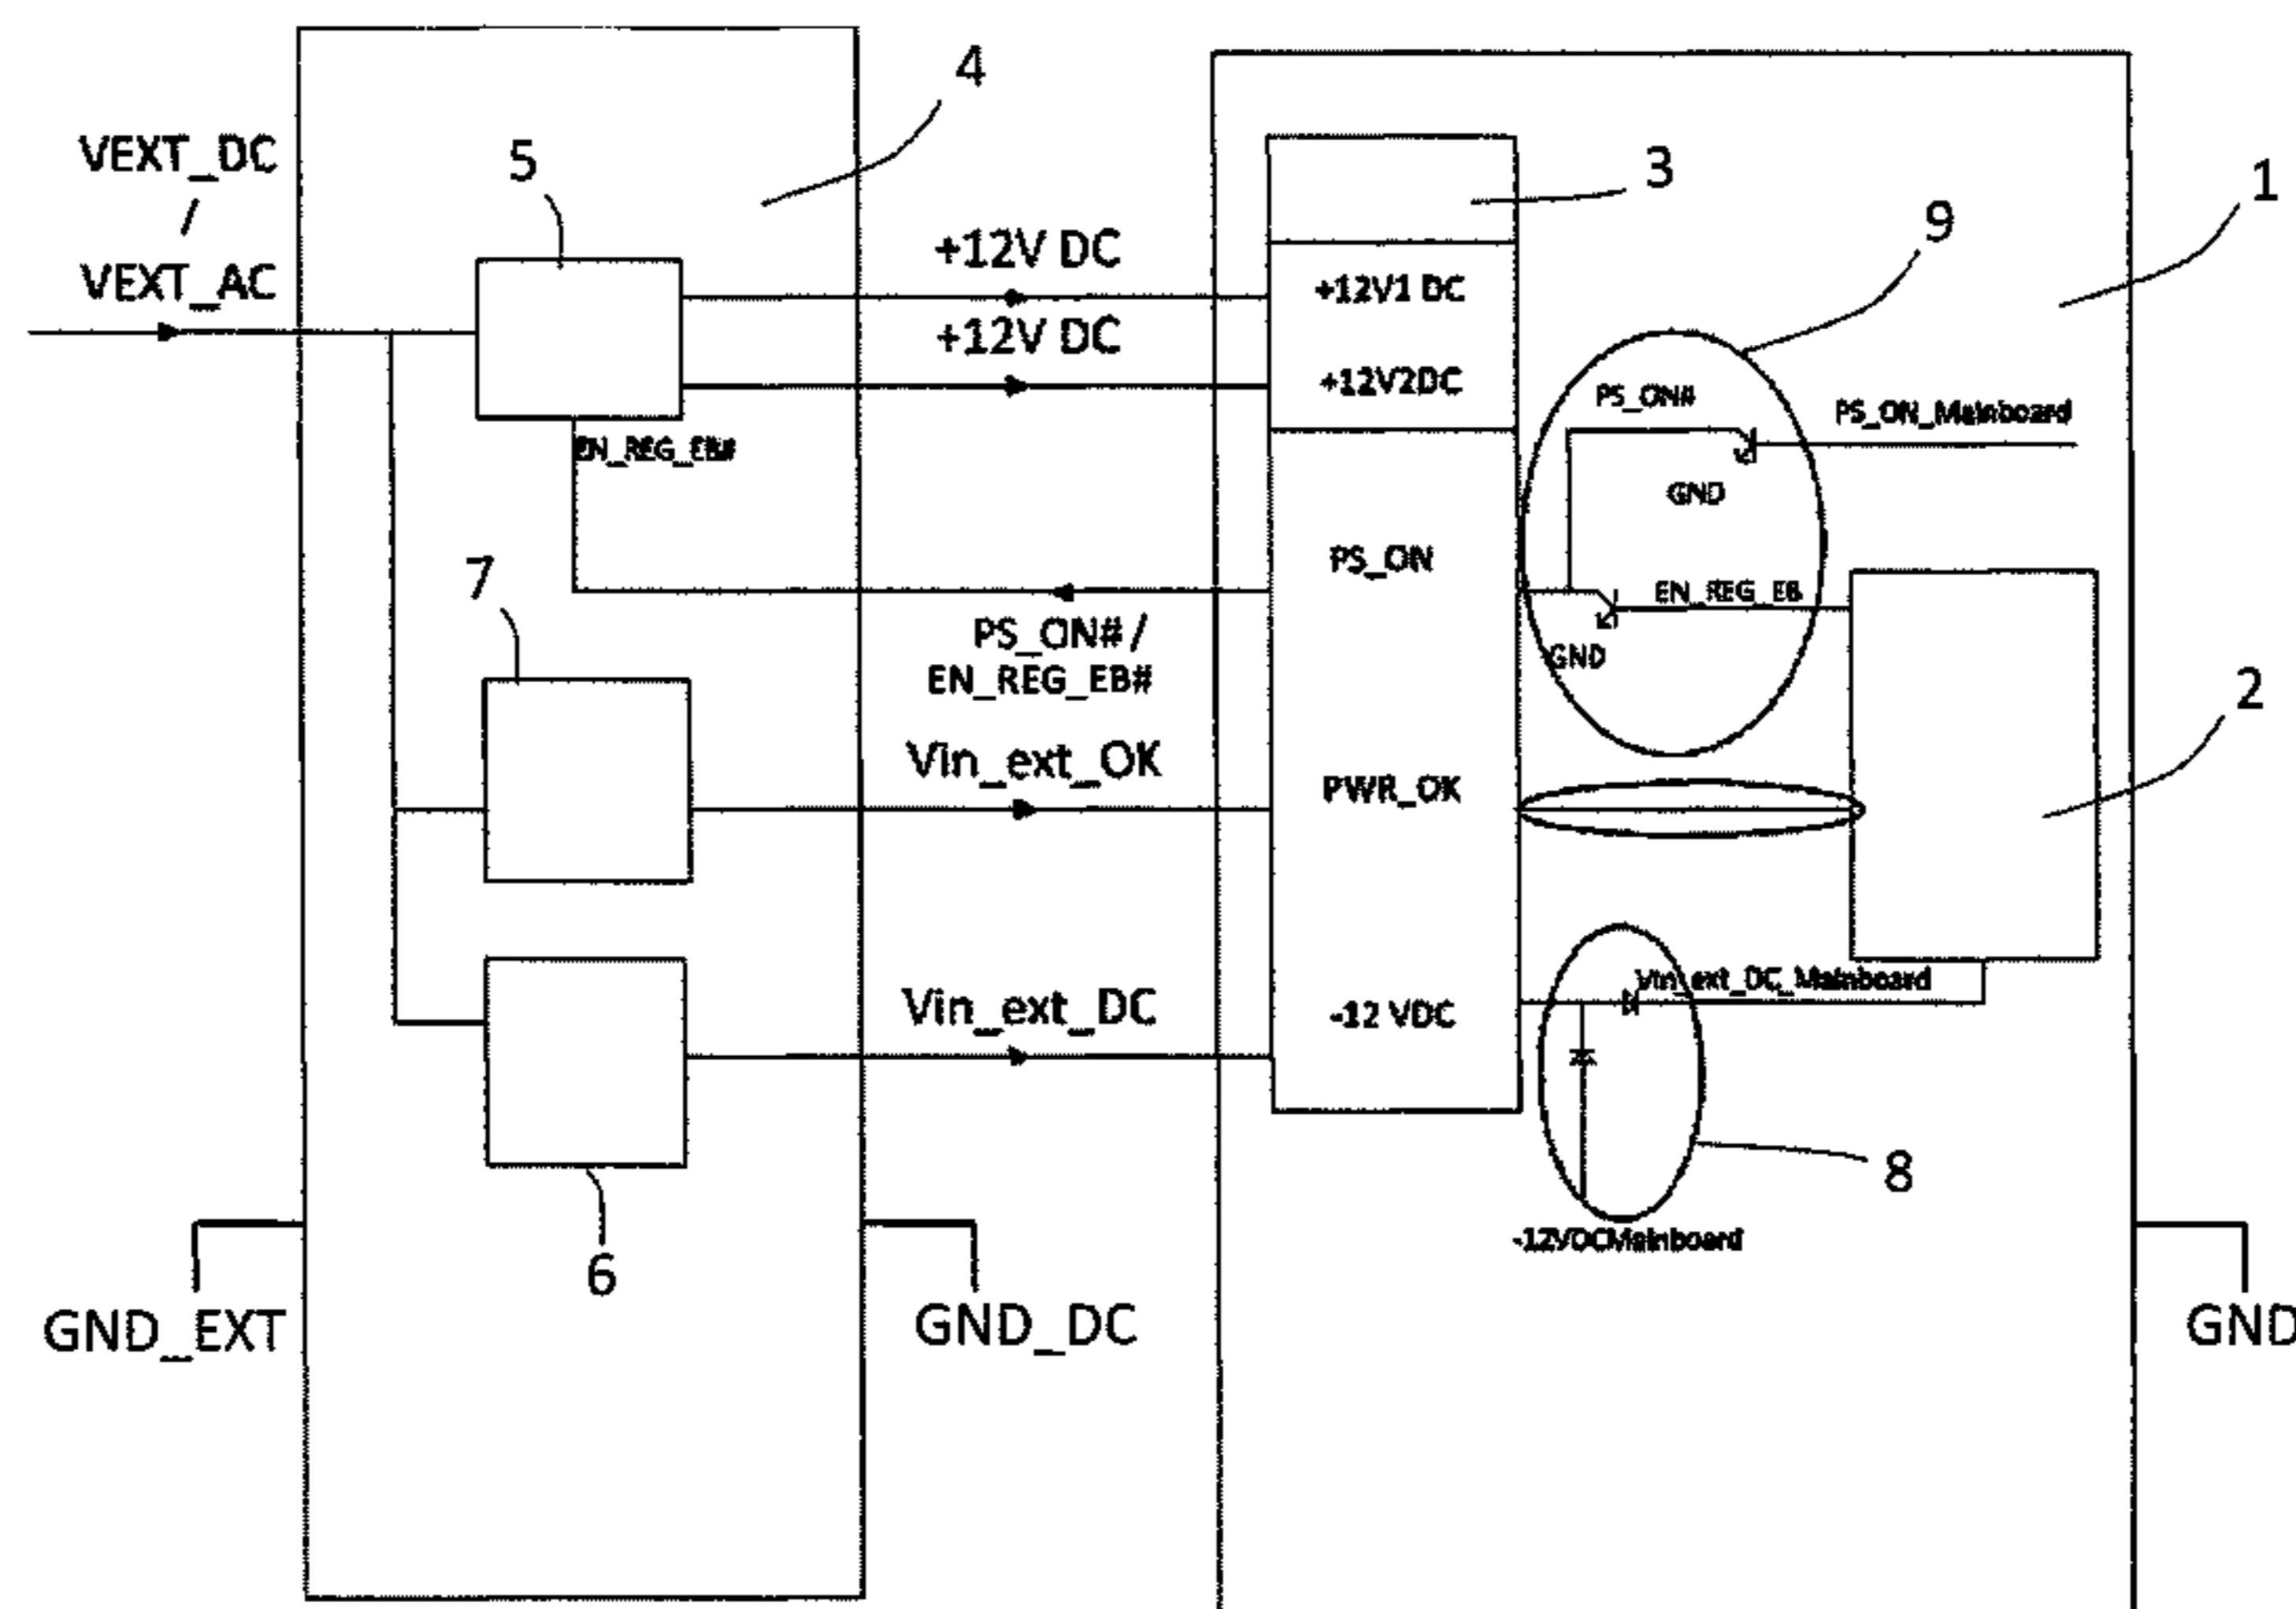 4
VEXT_DC
/
VEXT_AC
5
3
1
9
+12V DC
+12V1 DC
+12V DC
+12V2DC
PS_ON#
PS_ON_Mainboard
EN_REG_EB#
GND
PS_ON
7
EN_REG_EB
PS_ON# /
EN_REG_EB#
GND
2
Vin_ext_OK
PWR_OK
Vin_ext_DC
-12 VDC
Vin_ext_DC_Mainboard
8
-12VDCMainboard
6
GND_EXT
GND_DC
GND